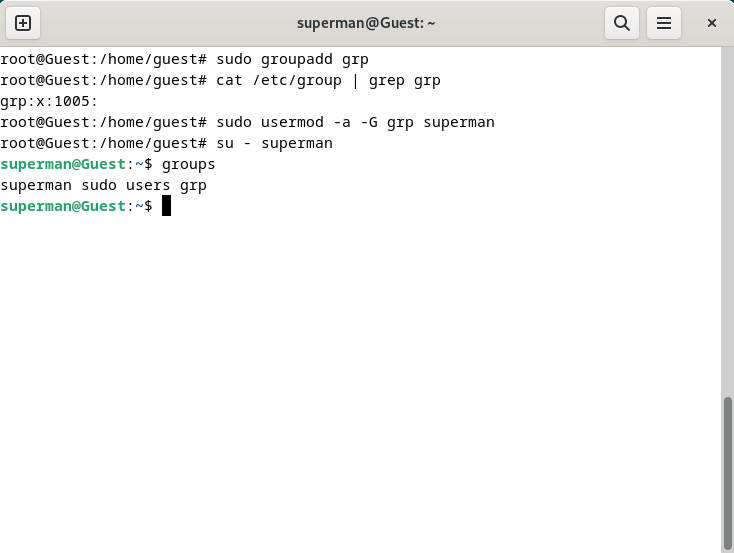 superman@Guest: ~
root@Guest:/home/guest# sudo groupadd grp
root@Guest:/home/guest# cat /etc/group | grep grp
grp:x:1005:
root@Guest:/home/guest# sudo usermod -a -G grp superman
root@Guest:/home/guest# su - superman
superman@Guest:~$ groups
superman sudo users grp
superman@Guest:~$